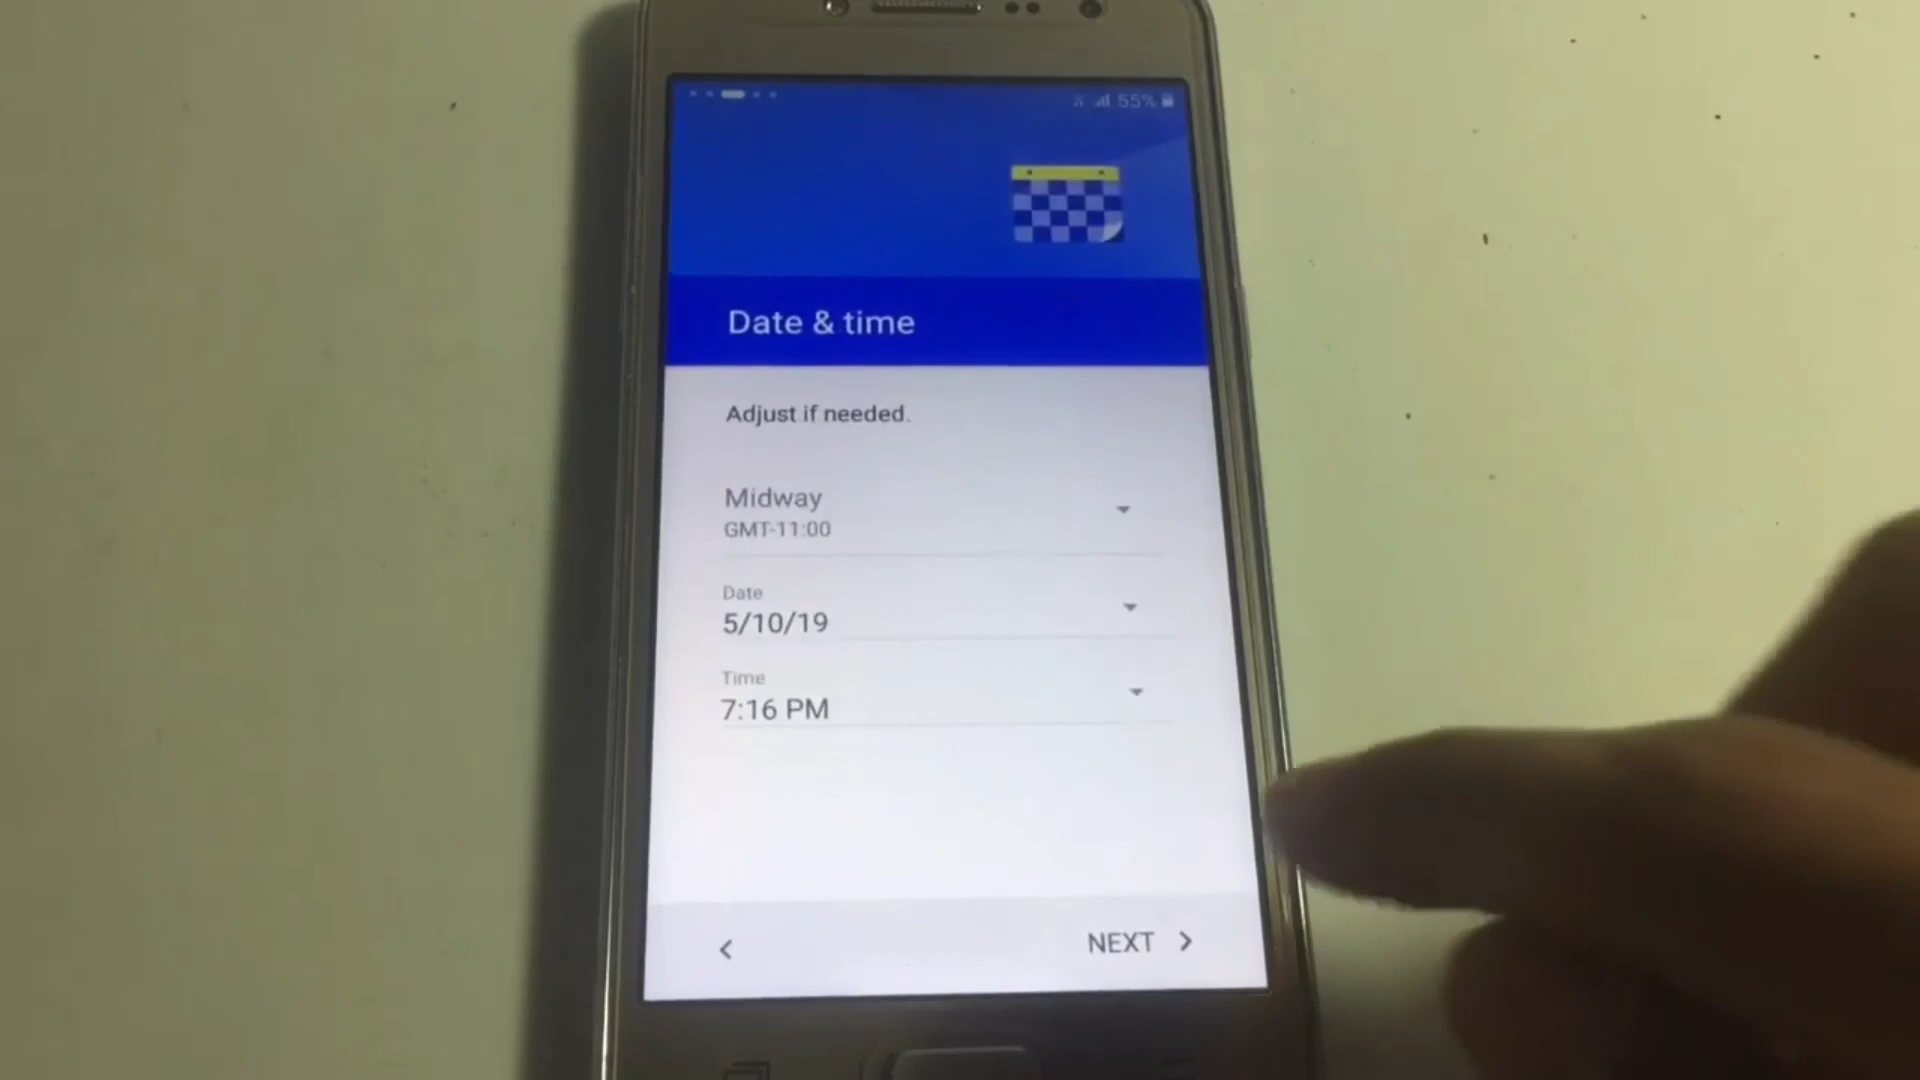 55%
Date & time
Adjust if needed.
Midway
GMT-11:00
Date
5/10/19
Time
7:16 PM
NEXT